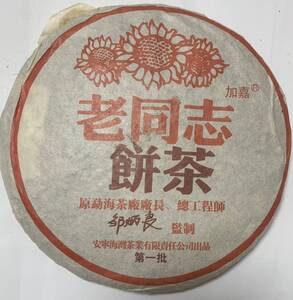 加嘉®
老同志
餅茶
原勐海茶廠廠長、總工程師
邹炳良 監制
安寧海灣茶業有限責任公司出品
第一批